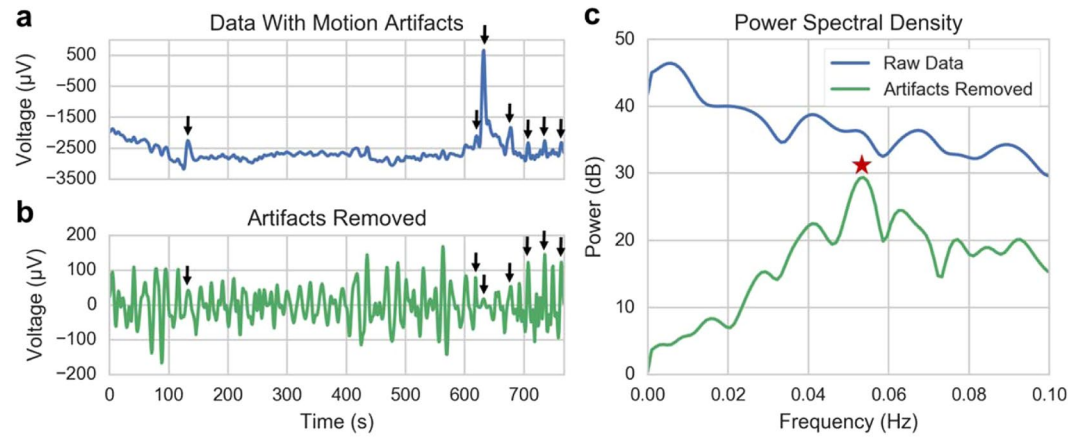 a
Data With Motion Artifacts
Voltage (µV)
500
−500
−1500
−2500
−3500
b
Artifacts Removed
Voltage (µV)
200
100
0
−100
−200
0 100 200 300 400 500 600 700
Time (s)
c
Power Spectral Density
Raw Data
Artifacts Removed
Power (dB)
50
40
30
20
10
0
0.00 0.02 0.04 0.06 0.08 0.10
Frequency (Hz)